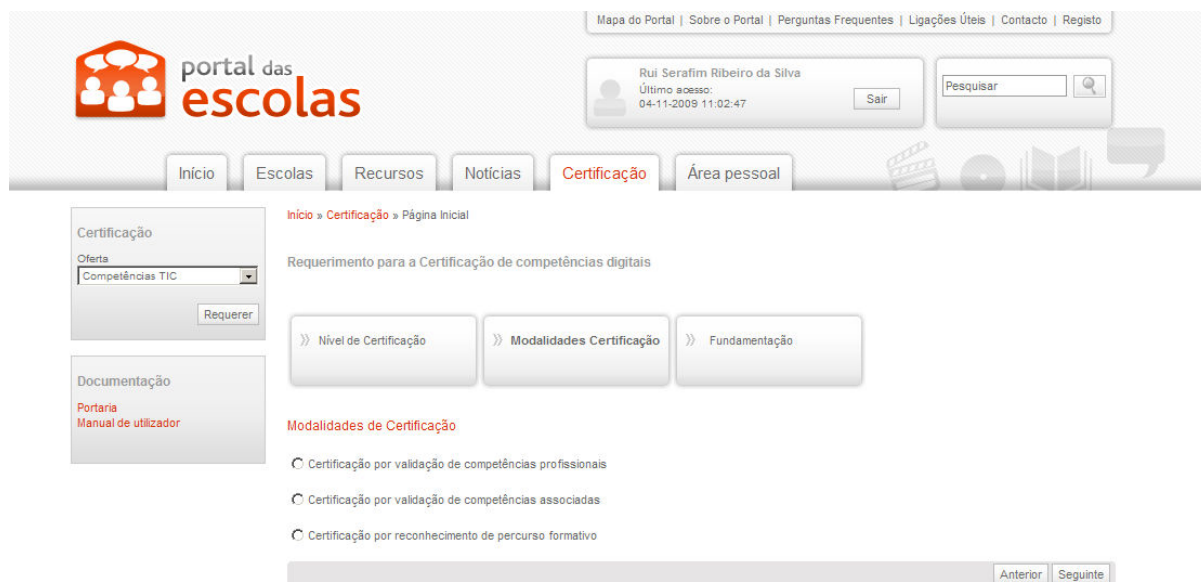 Mapa do Portal | Sobre o Portal | Perguntas Frequentes | Ligações Úteis | Contacto | Registo
portal das
escolas
Rui Serafim Ribeiro da Silva
Último acesso:
04-11-2009 11:02:47
Sair
Pesquisar
Início
Escolas
Recursos
Notícias
Certificação
Área pessoal
Certificação
Oferta
Competências TIC
Requerer
Documentação
Portaria
Manual de utilizador
Início » Certificação » Página Inicial
Requerimento para a Certificação de competências digitais
Nível de Certificação
Modalidades Certificação
Fundamentação
Modalidades de Certificação
Certificação por validação de competências profissionais
Certificação por validação de competências associadas
Certificação por reconhecimento de percurso formativo
Anterior
Seguinte